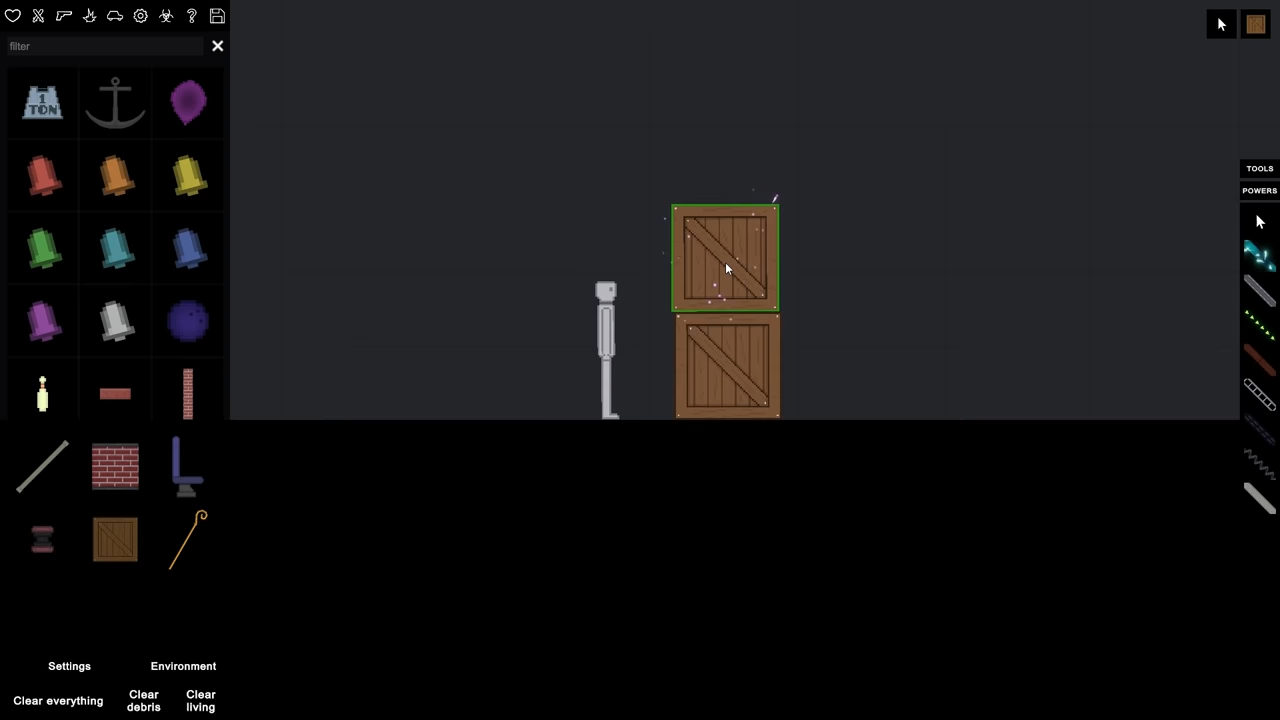 filter
1
TON
TOOLS
POWERS
Settings
Environment
Clear everything
Clear
debris
Clear
living